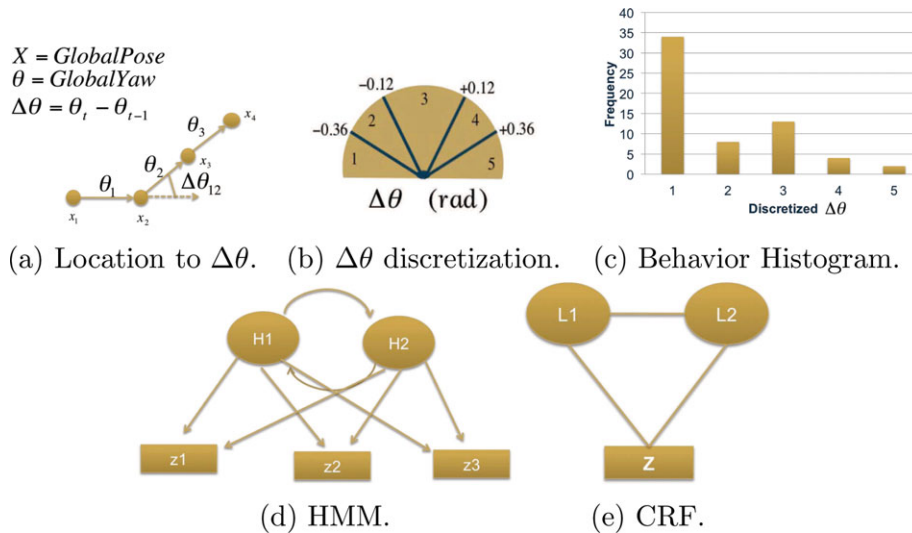 X = GlobalPose
θ = GlobalYaw
Δθ = θt − θt−1
θ1
θ2
θ3
Δθ12
x1
x2
x3
x4
(a) Location to Δθ.
−0.36
−0.12
+0.12
+0.36
1
2
3
4
5
Δθ (rad)
(b) Δθ discretization.
Frequency
40
35
30
25
20
15
10
5
0
1 2 3 4 5
Discretized Δθ
(c) Behavior Histogram.
H1
H2
z1
z2
z3
(d) HMM.
L1
L2
Z
(e) CRF.